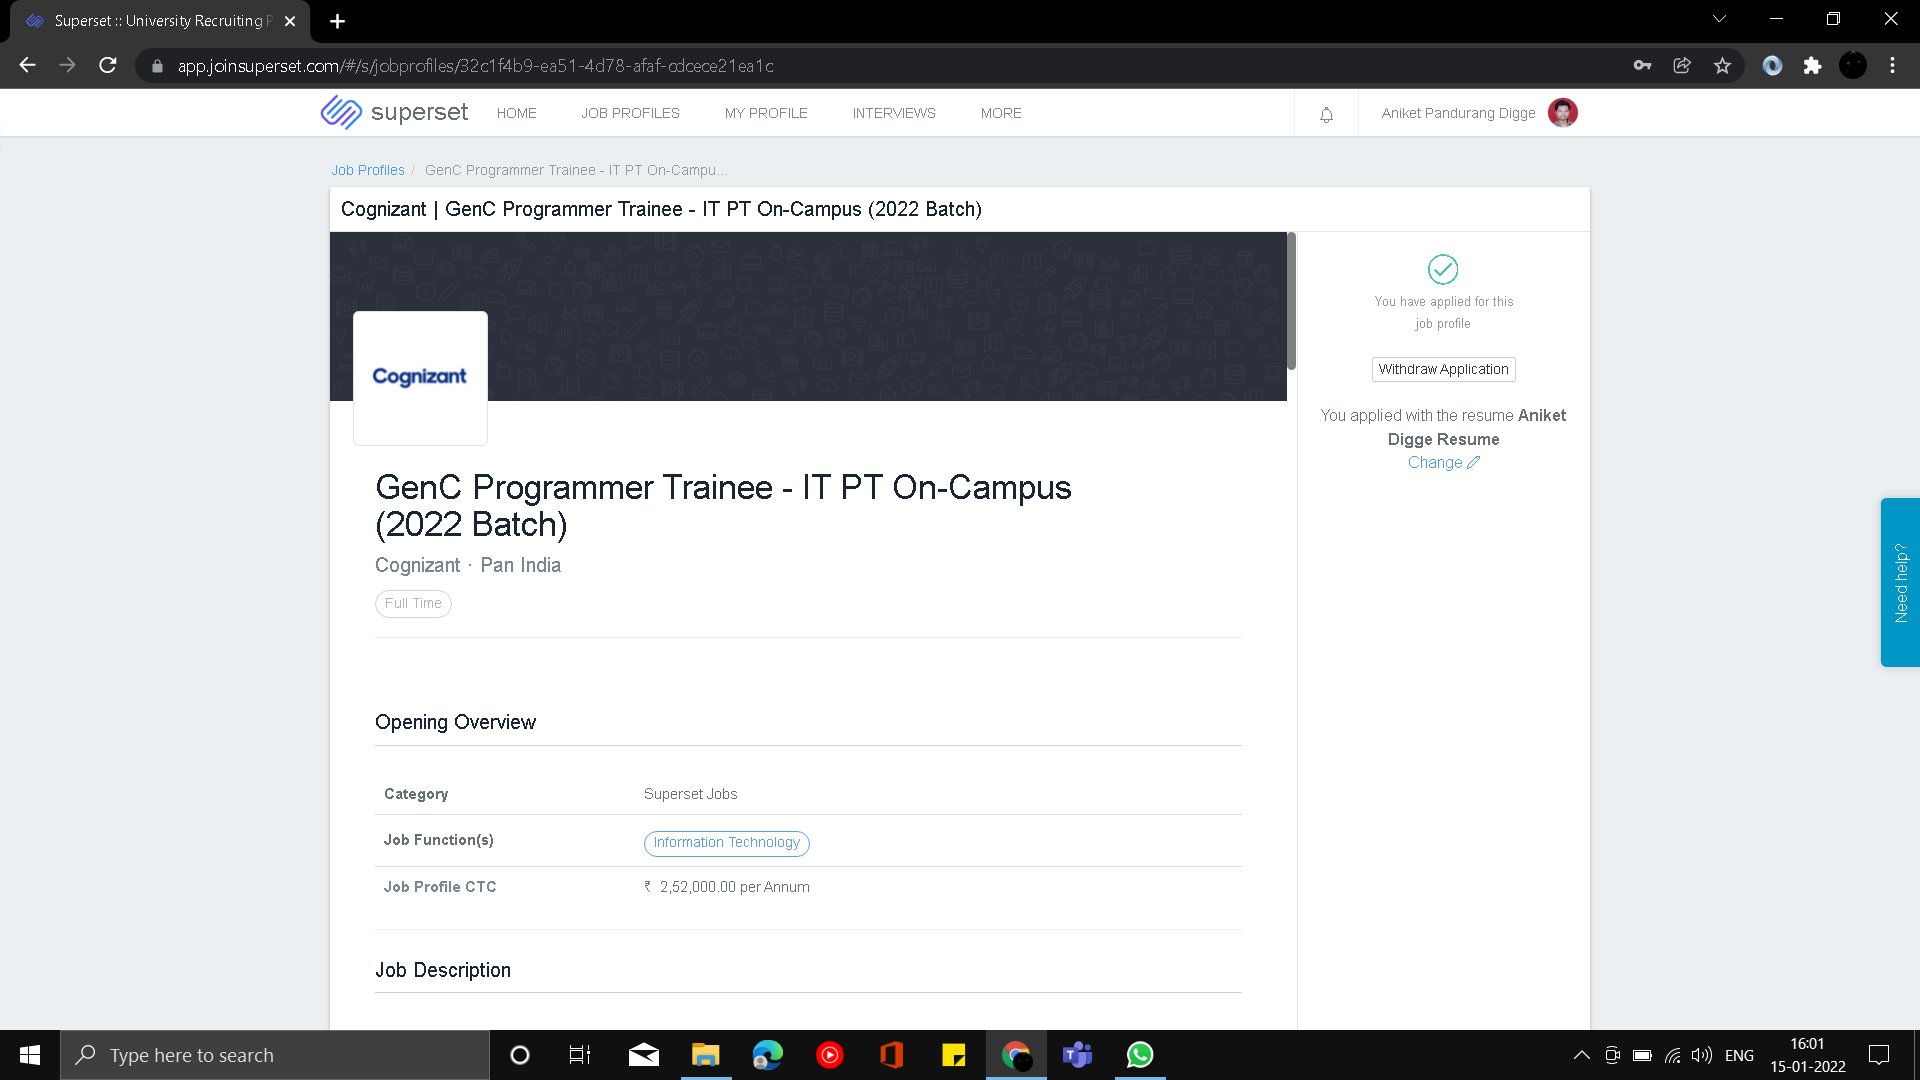 Superset :: University Recruiting P
app.joinsuperset.com/#/s/jobprofiles/32c1f4b9-ea51-4d78-afaf-cdcece21ea1c
superset HOME JOB PROFILES MY PROFILE INTERVIEWS MORE Aniket Pandurang Digge
Job Profiles / GenC Programmer Trainee - IT PT On-Campu...
Cognizant | GenC Programmer Trainee - IT PT On-Campus (2022 Batch)
Cognizant
GenC Programmer Trainee - IT PT On-Campus
(2022 Batch)
Cognizant · Pan India
Full Time
Opening Overview
Category Superset Jobs
Job Function(s) Information Technology
Job Profile CTC ₹ 2,52,000.00 per Annum
Job Description
You have applied for this
job profile
Withdraw Application
You applied with the resume Aniket
Digge Resume
Change
Need help?
Type here to search
ENG
16:01
15-01-2022